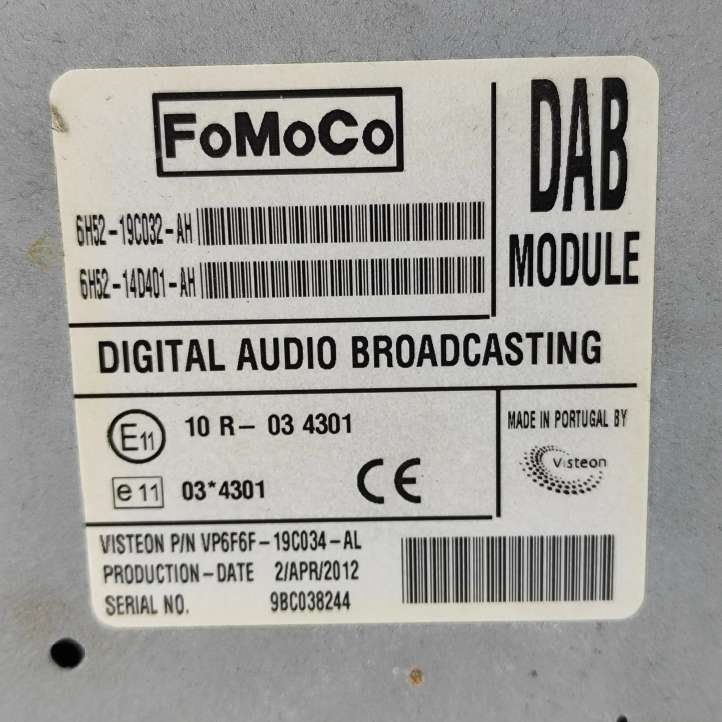 FoMoCo
DAB
MODULE
6H52-19C032-AH
6H52-14D401-AH
DIGITAL AUDIO BROADCASTING
E11 10 R- 03 4301
e 11 03*4301
CE
MADE IN PORTUGAL BY
Visteon
VISTEON P/N VP6F6F-19C034-AL
PRODUCTION-DATE 2/APR/2012
SERIAL NO. 9BC038244